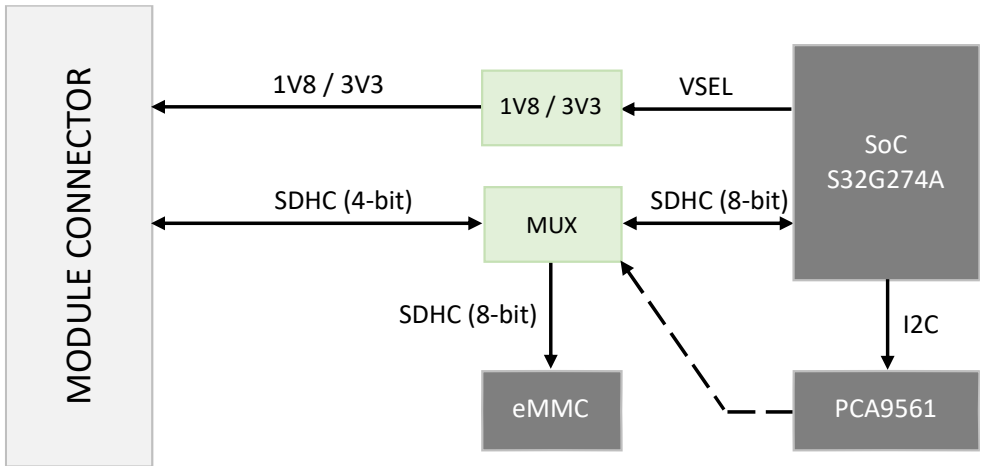 MODULE CONNECTOR
1V8 / 3V3
1V8 / 3V3
VSEL
SoC
S32G274A
SDHC (4-bit)
MUX
SDHC (8-bit)
SDHC (8-bit)
I2C
eMMC
PCA9561